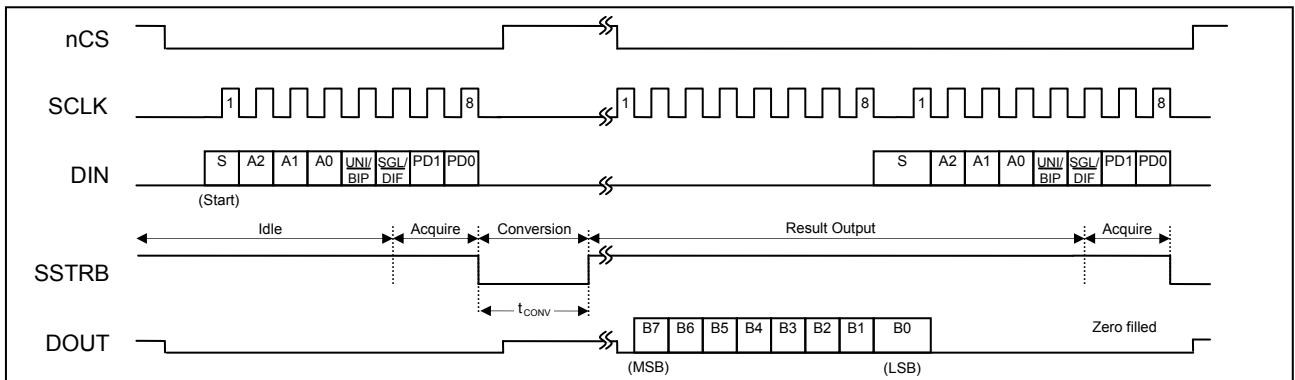 nCS
SCLK
1 8 1 8 1 8
DIN
S A2 A1 A0 UNI/ SGL/ PD1 PD0 S A2 A1 A0 UNI/ SGL/ PD1 PD0
BIP DIF BIP DIF
(Start)
Idle Acquire Conversion Result Output Acquire
SSTRB
tCONV
DOUT
B7 B6 B5 B4 B3 B2 B1 B0 Zero filled
(MSB) (LSB)